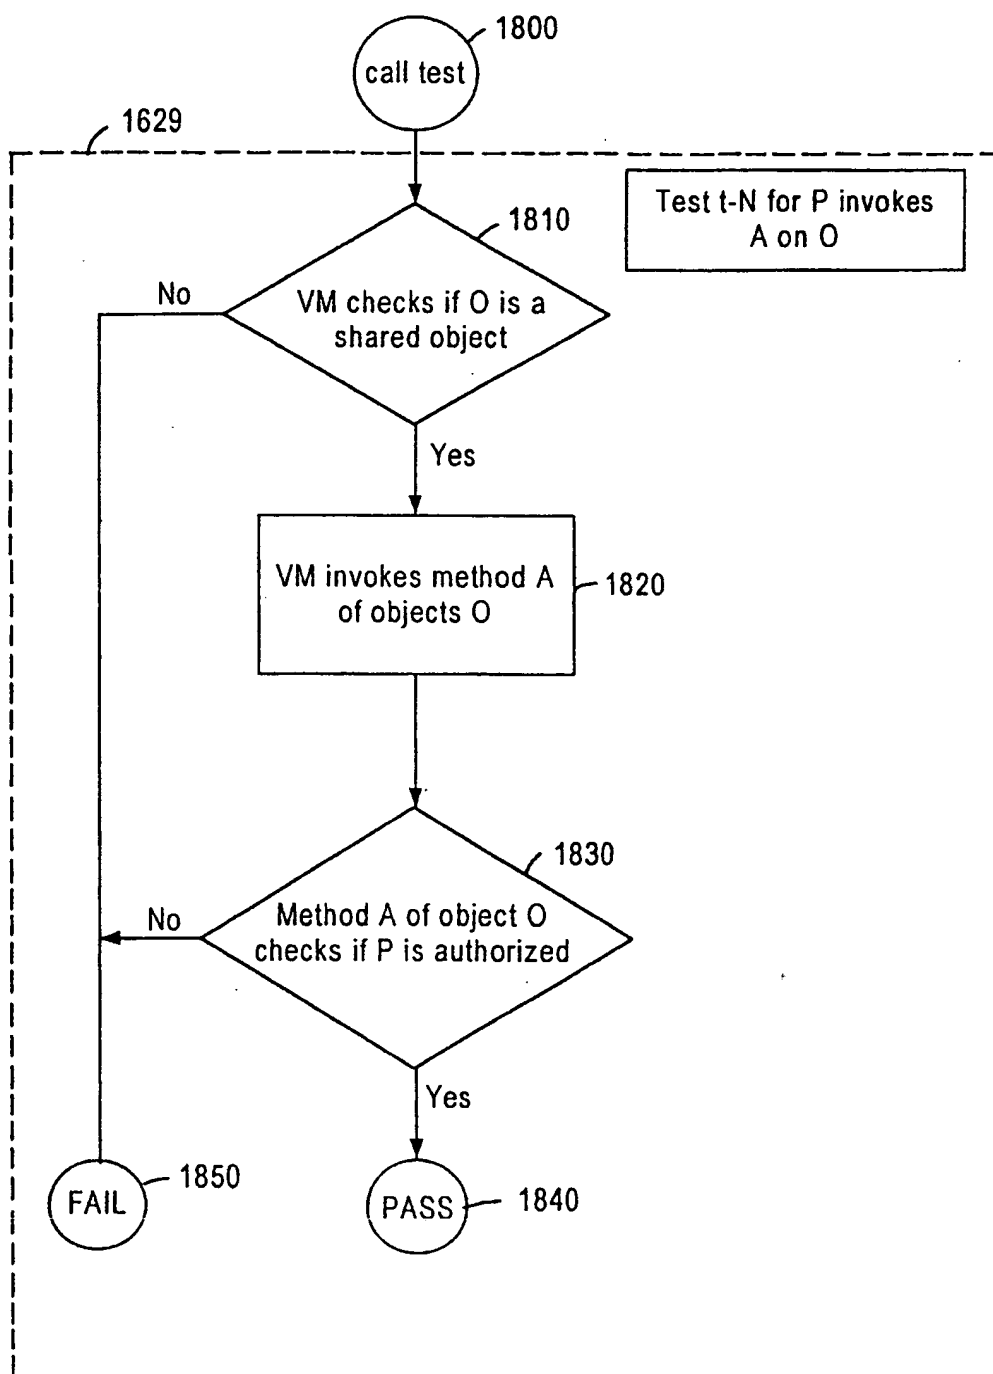 1800
call test
1629
Test t-N for P invokes
A on O
1810
No
VM checks if O is a
shared object
Yes
VM invokes method A
of objects O
1820
1830
No
Method A of object O
checks if P is authorized
Yes
1850
FAIL
PASS
1840